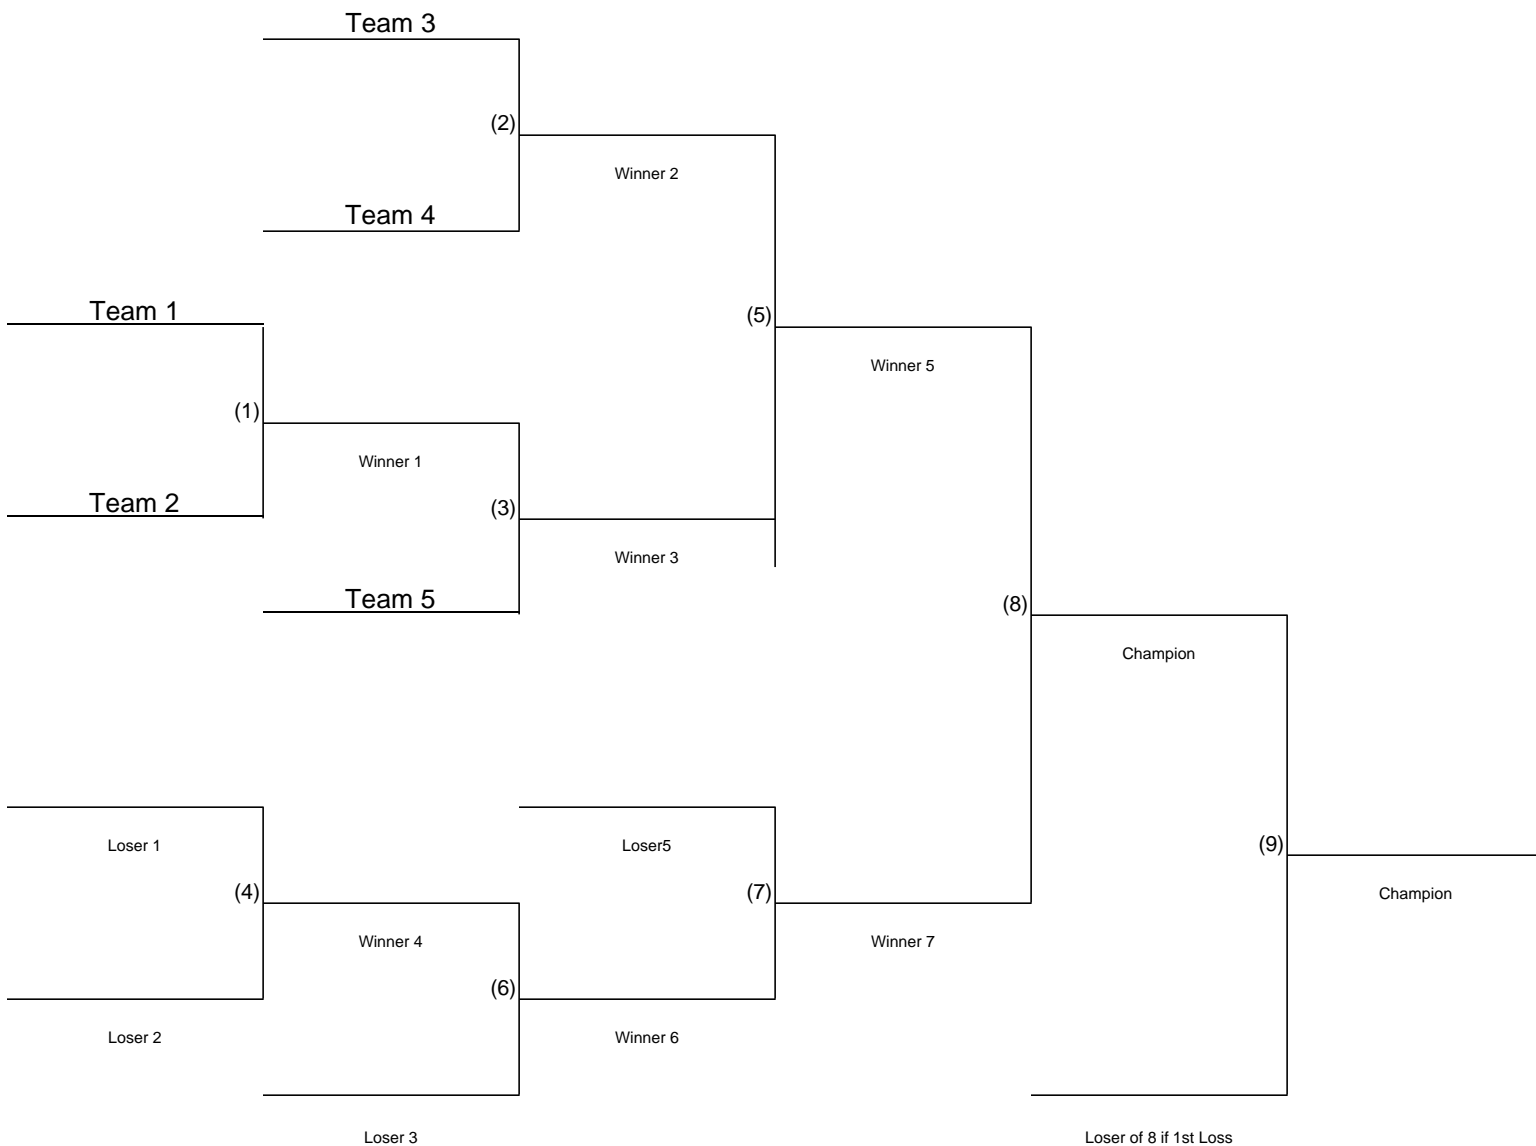 Team 3
(2)
Winner 2
Team 4
Team 1
(5)
Winner 5
(1)
Winner 1
Team 2
(3)
Winner 3
Team 5
(8)
Champion
Loser 1
Loser5
(9)
(4)
(7)
Champion
Winner 4
Winner 7
(6)
Loser 2
Winner 6
Loser 3
Loser of 8 if 1st Loss